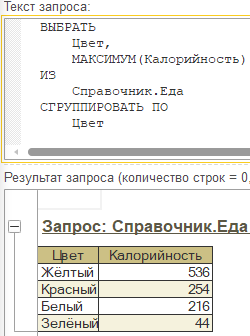 Текст запроса:
ВЫБРАТЬ
Цвет,
МАКСИМУМ(Калорийность)
ИЗ
Справочник.Еда
СГРУППИРОВАТЬ ПО
Цвет
Результат запроса (количество строк = 0,
Запрос: Справочник.Еда
Цвет Калорийность
Жёлтый 536
Красный 254
Белый 216
Зелёный 44